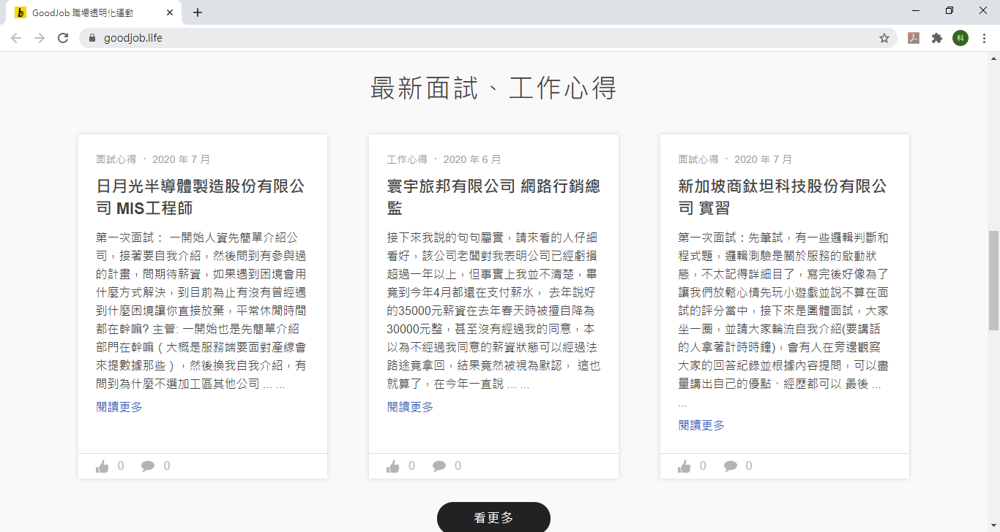 GoodJob 職場透明化運動
goodjob.life
科
最新面試、工作心得
面試心得 · 2020 年 7 月
日月光半導體製造股份有限公
司 MIS工程師
第一次面試： 一開始人資先簡單介紹公
司，接著要自我介紹，然後問到有參與過
的計畫，問期待薪資，如果遇到困境會用
什麼方式解決，到目前為止有沒有曾經遇
到什麼困境讓你直接放棄，平常休閒時間
都在幹嘛? 主管: 一開始也是先簡單介紹
部門在幹嘛（大概是服務端要面對產線會
來提數據那些），然後換我自我介紹，有
問到為什麼不選加工區其他公司 ... ...
閱讀更多
0 0
工作心得 · 2020 年 6 月
寰宇旅邦有限公司 網路行銷總
監
接下來我說的句句屬實，請來看的人仔細
看好，該公司老闆對我表明公司已經虧損
超過一年以上，但事實上我並不清楚，畢
竟到今年4月都還在支付薪水， 去年說好
的35000元薪資在去年春天時被擅自降為
30000元整，甚至沒有經過我的同意，本
以為不經過我同意的薪資狀態可以經過法
路途竟拿回，結果竟然被視為默認， 這也
就算了，在今年一直說 ... ...
閱讀更多
0 0
面試心得 · 2020 年 7 月
新加坡商鈦坦科技股份有限公
司 實習
第一次面試：先筆試，有一些邏輯判斷和
程式題，邏輯測驗是關於服務的啟動狀
態，不太記得詳細目了，寫完後好像為了
讓我們放鬆心情先玩小遊戲並說不算在面
試的評分當中，接下來是團體面試，大家
坐一圈，並請大家輪流自我介紹(要講話
的人拿著計時時鐘)，會有人在旁邊觀察
大家的回答紀錄並根據內容提問，可以盡
量講出自己的優點、經歷都可以 最後 ...
...
閱讀更多
0 0
看更多